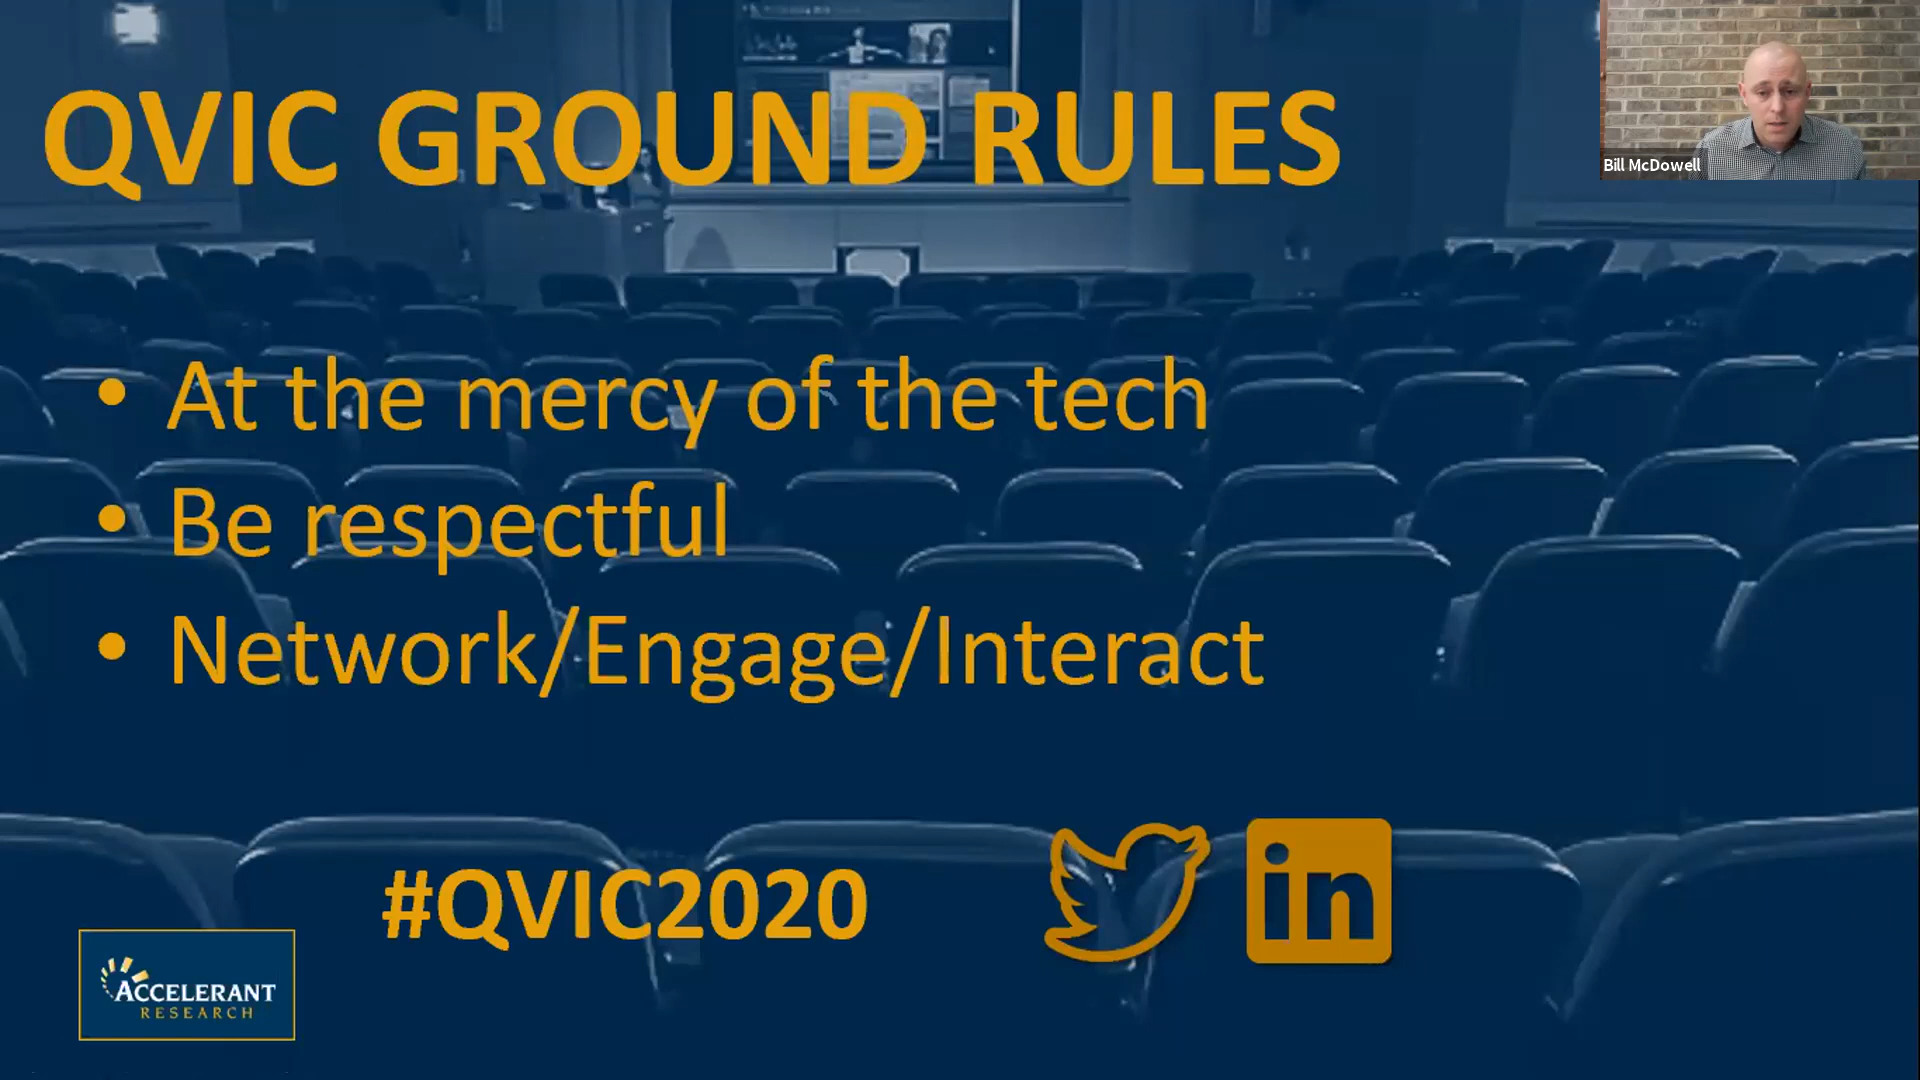 QVIC GROUND RULES
Bill McDowell
• At the mercy of the tech
• Be respectful
• Network/Engage/Interact
#QVIC2020
in
ACCELERANT
RESEARCH